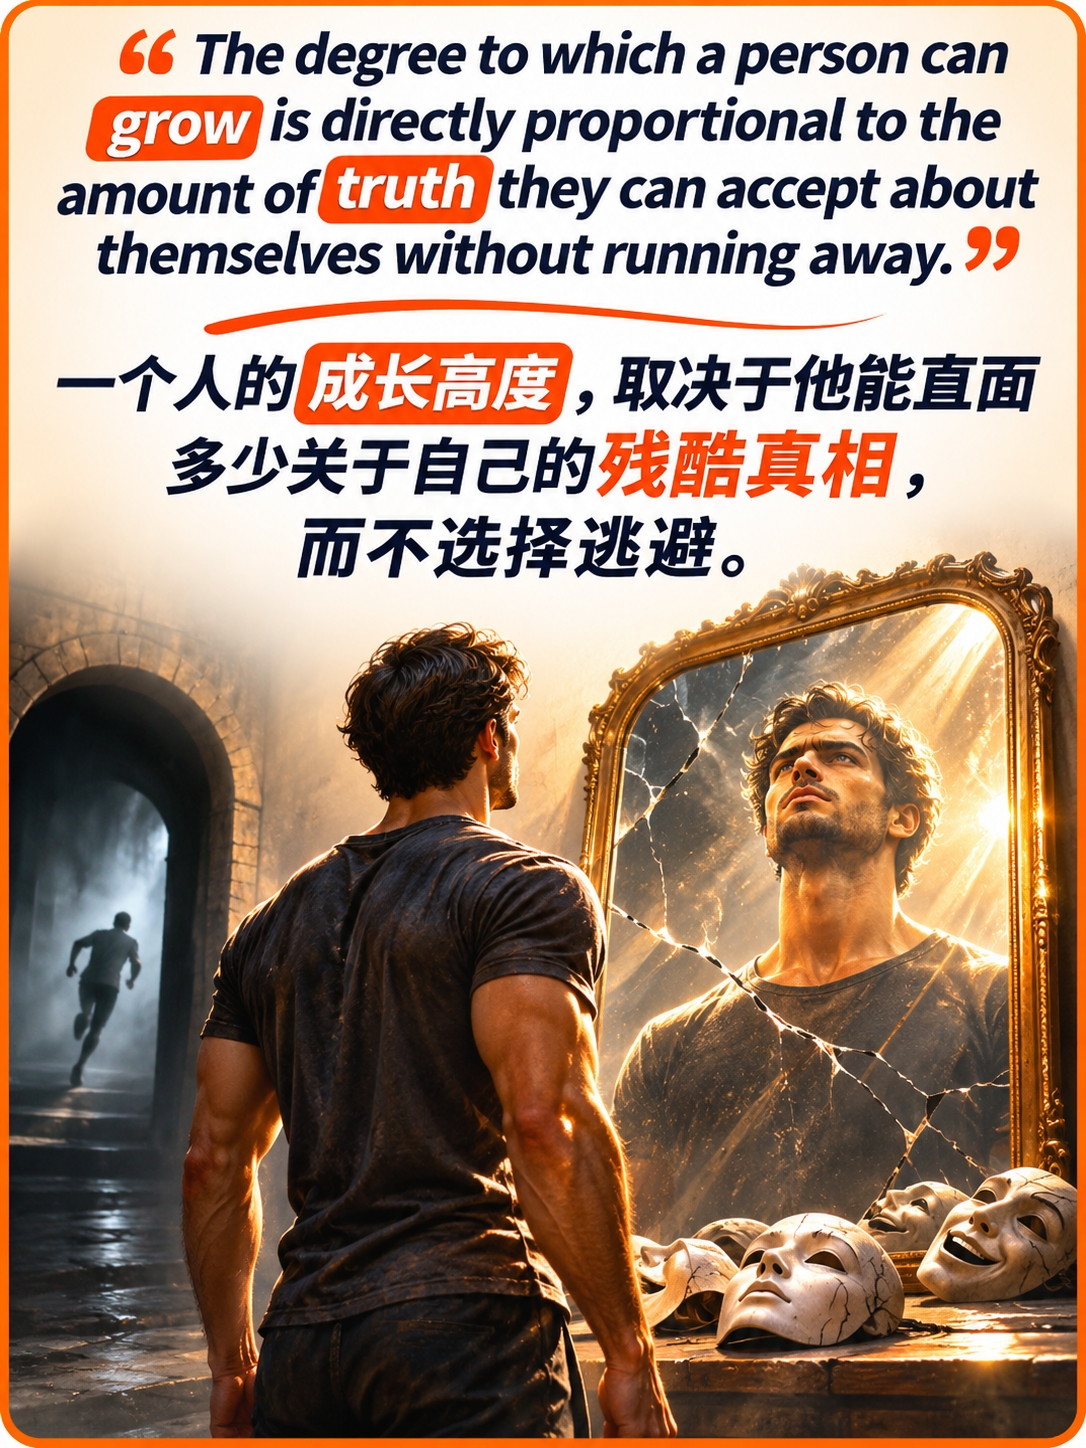 “The degree to which a person can
grow is directly proportional to the
amount of truth they can accept about
themselves without running away.”
一个人的成长高度，取决于他能直面
多少关于自己的残酷真相，
而不选择逃避。